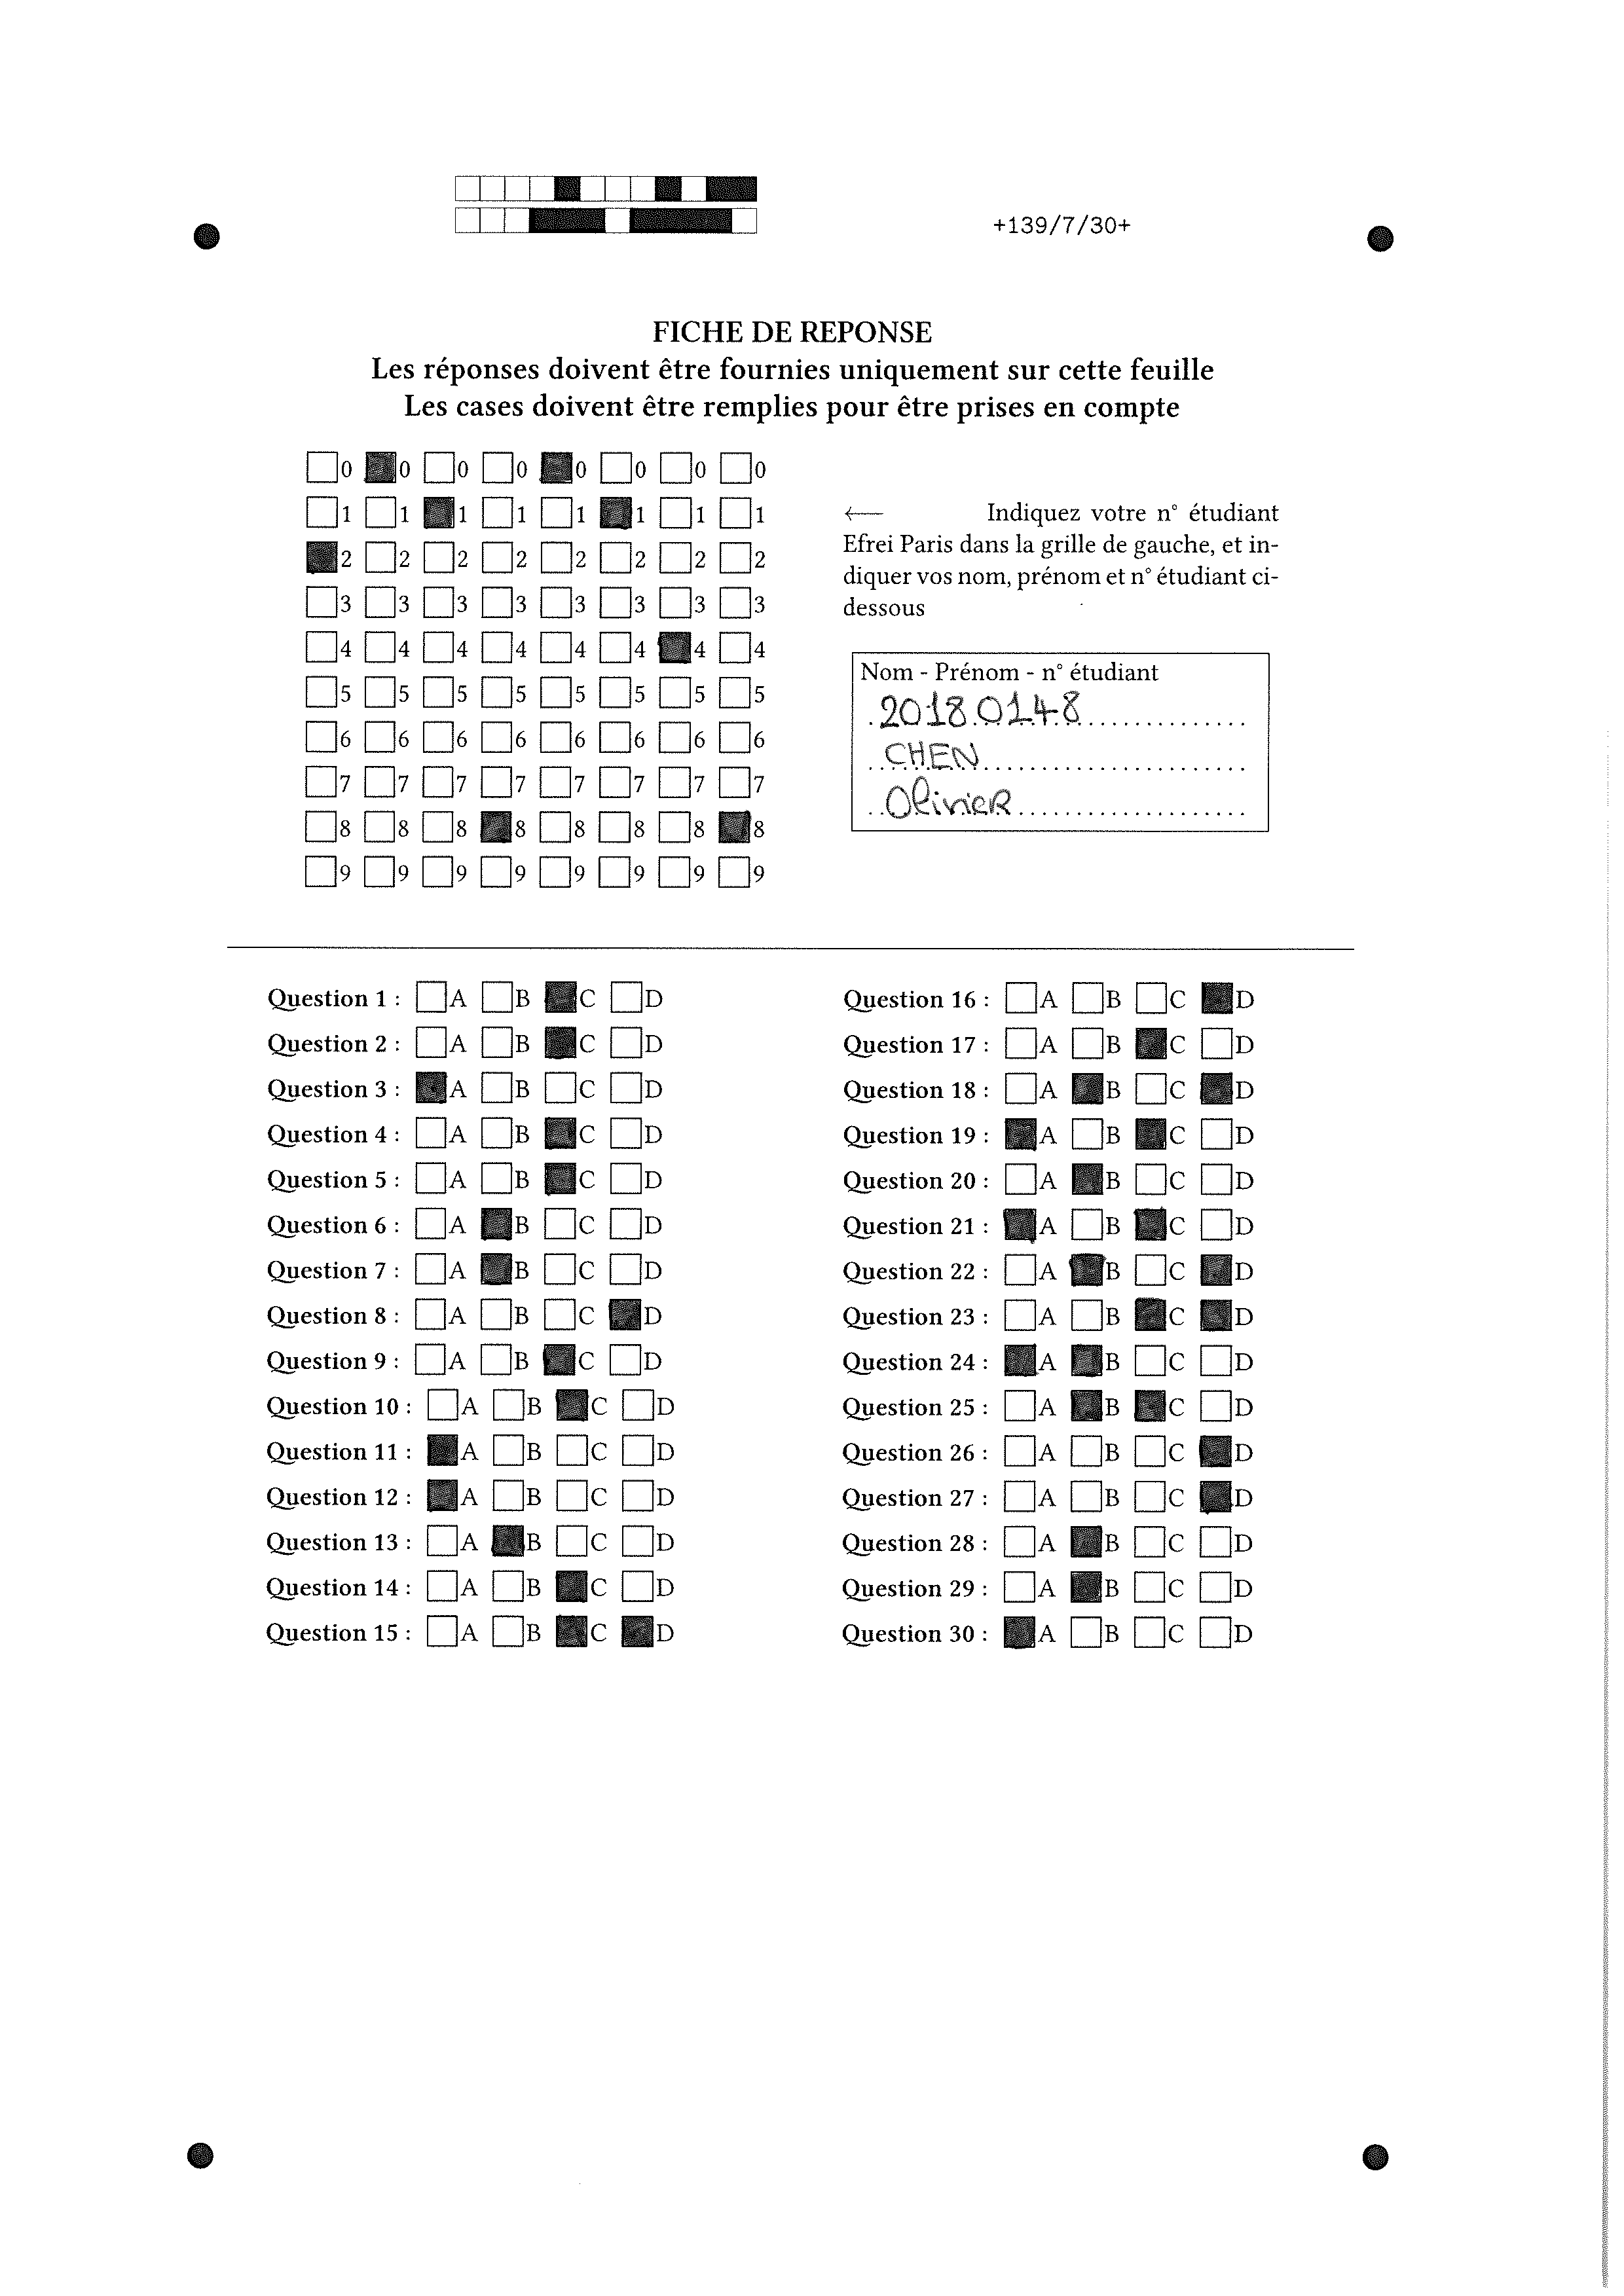 +139/7/30+
FICHE DE REPONSE
Les réponses doivent être fournies uniquement sur cette feuille
Les cases doivent être remplies pour être prises en compte
0 0 0 0 0 0 0 0
1 1 1 1 1 1 1 1
2 2 2 2 2 2 2 2
3 3 3 3 3 3 3 3
4 4 4 4 4 4 4 4
5 5 5 5 5 5 5 5
6 6 6 6 6 6 6 6
7 7 7 7 7 7 7 7
8 8 8 8 8 8 8 8
9 9 9 9 9 9 9 9
← Indiquez votre n° étudiant
Efrei Paris dans la grille de gauche, et in-
diquer vos nom, prénom et n° étudiant ci-
dessous
Nom - Prénom - n° étudiant
20180148
CHEN
Olivier
Question 1 : A B C D
Question 2 : A B C D
Question 3 : A B C D
Question 4 : A B C D
Question 5 : A B C D
Question 6 : A B C D
Question 7 : A B C D
Question 8 : A B C D
Question 9 : A B C D
Question 10 : A B C D
Question 11 : A B C D
Question 12 : A B C D
Question 13 : A B C D
Question 14 : A B C D
Question 15 : A B C D
Question 16 : A B C D
Question 17 : A B C D
Question 18 : A B C D
Question 19 : A B C D
Question 20 : A B C D
Question 21 : A B C D
Question 22 : A B C D
Question 23 : A B C D
Question 24 : A B C D
Question 25 : A B C D
Question 26 : A B C D
Question 27 : A B C D
Question 28 : A B C D
Question 29 : A B C D
Question 30 : A B C D